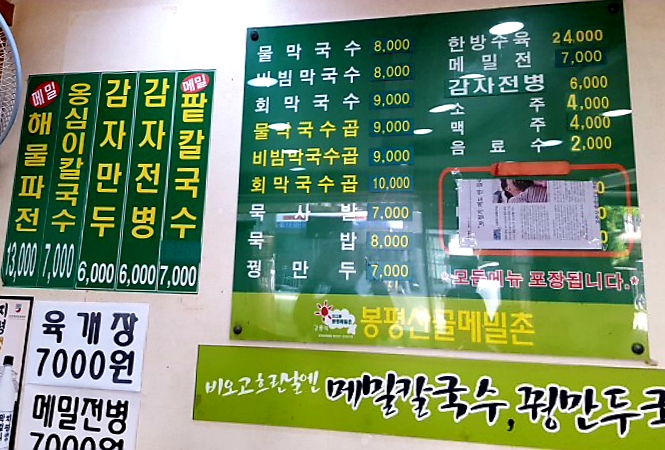 물막국수 8,000
비빔막국수 8,000
회막국수 9,000
물막국수곱 9,000
비빔막국수곱 9,000
회막국수곱 10,000
묵사발 7,000
묵밥 8,000
꿩만두 7,000
한방수육 24,000
메밀전 7,000
감자전병 6,000
소주 4,000
맥주 4,000
음료수 2,000
*모든메뉴 포장됩니다.*
봉평산골메밀촌
메밀 해물파전 13,000
옹심이칼국수 7,000
감자만두 6,000
감자전병 6,000
메밀 팥칼국수 7,000
육개장
7000원
메밀전병
7000원
비오고흐린날엔 메밀칼국수, 꿩만두국